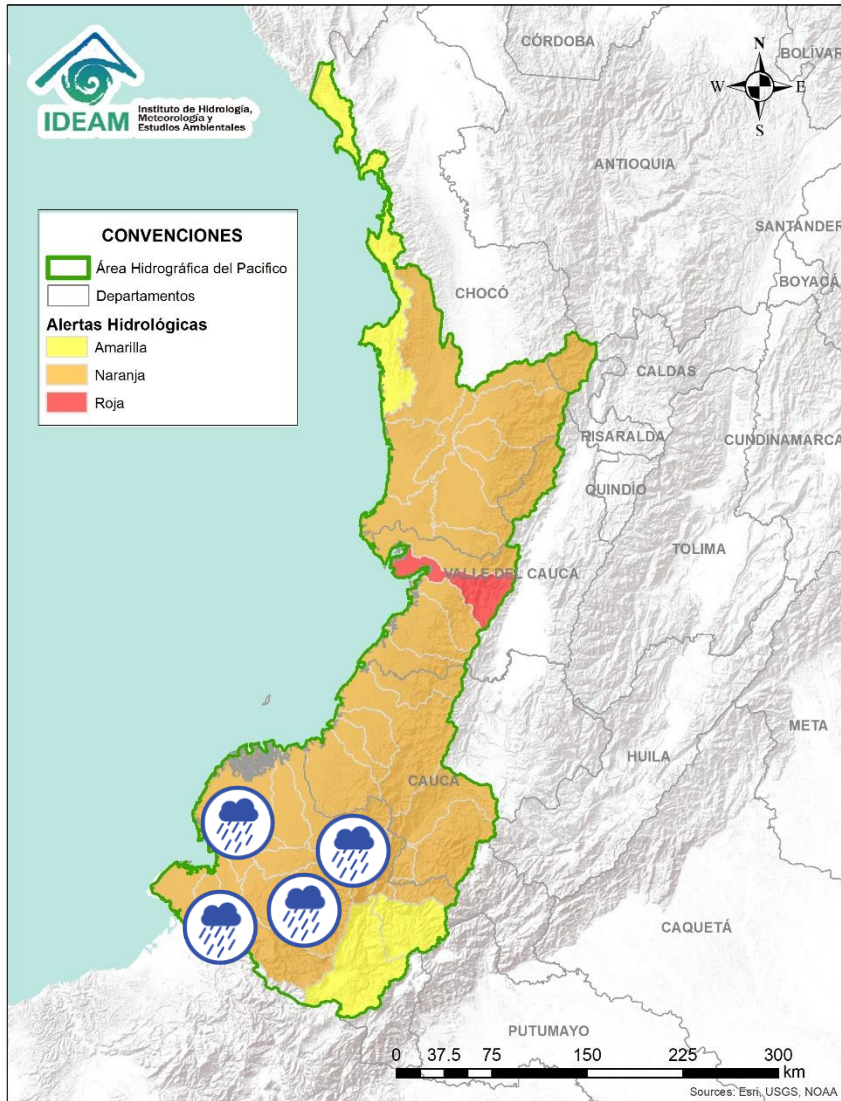 IDEAM
Instituto de Hidrología,
Meteorología y
Estudios Ambientales
N
W
E
S
CÓRDOBA
BOLÍVAR
ANTIOQUIA
SANTANDER
BOYACÁ
CHOCÓ
CALDAS
RISARALDA
CUNDINAMARCA
QUINDÍO
TOLIMA
VALLE DEL CAUCA
META
HUILA
CAUCA
CAQUETÁ
PUTUMAYO
CONVENCIONES
Área Hidrográfica del Pacifico
Departamentos
Alertas Hidrológicas
Amarilla
Naranja
Roja
0 37.5 75 150 225 300
km
Sources: Esri, USGS, NOAA